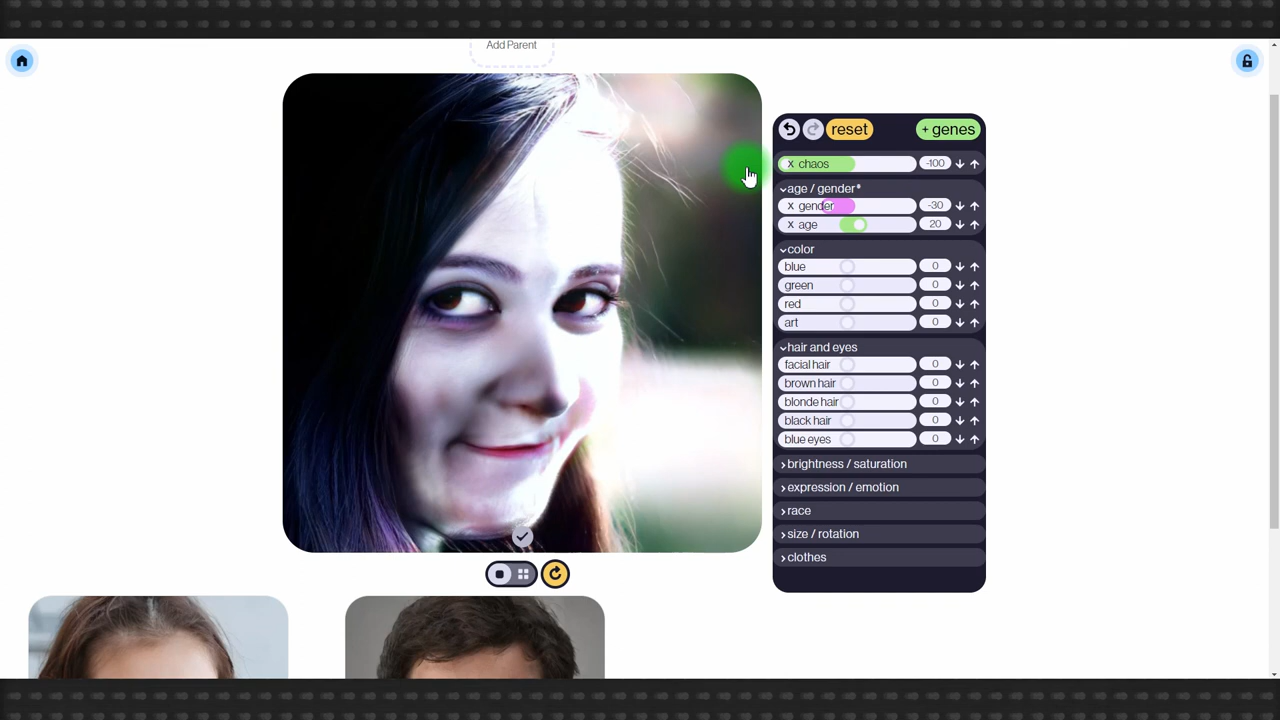 Add Parent
reset
+ genes
x chaos -100
age / gender*
x gender -30
x age 20
color
blue 0
green 0
red 0
art 0
hair and eyes
facial hair 0
brown hair 0
blonde hair 0
black hair 0
blue eyes 0
brightness / saturation
expression / emotion
race
size / rotation
clothes